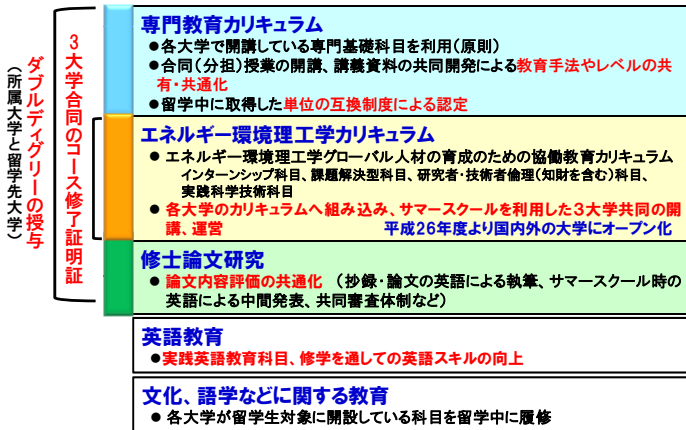 ダブルディグリーの授与
(所属大学と留学先大学)
3大学合同のコース修了証明証
専門教育カリキュラム
●各大学で開講している専門基礎科目を利用(原則)
●合同(分担)授業の開講、講義資料の共同開発による教育手法やレベルの共
有・共通化
●留学中に取得した単位の互換制度による認定
エネルギー環境理工学カリキュラム
● エネルギー環境理工学グローバル人材の育成のための協働教育カリキュラム
インターンシップ科目、課題解決型科目、研究者・技術者倫理(知財を含む)科目、
実践科学技術科目
● 各大学のカリキュラムへ組み込み、サマースクールを利用した3大学共同の開
講、運営 平成26年度より国内外の大学にオープン化
修士論文研究
● 論文内容評価の共通化 (抄録・論文の英語による執筆、サマースクール時の
英語による中間発表、共同審査体制など)
英語教育
●実践英語教育科目、修学を通しての英語スキルの向上
文化、語学などに関する教育
● 各大学が留学生対象に開設している科目を留学中に履修